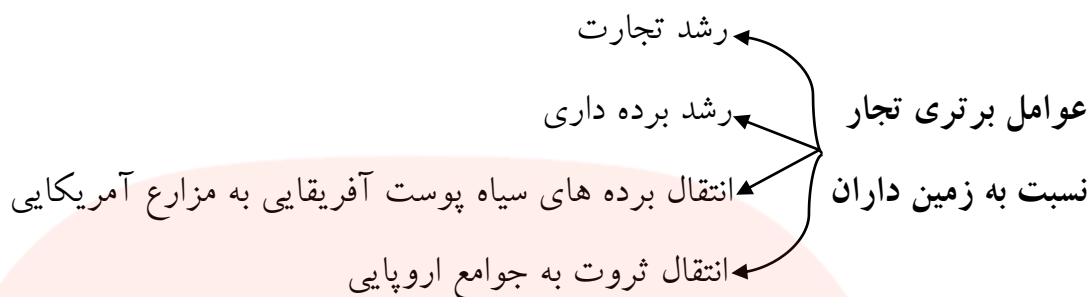 رشد تجارت
عوامل برتری تجار
رشد برده داری
نسبت به زمین داران
انتقال برده های سیاه پوست آفریقایی به مزارع آمریکایی
انتقال ثروت به جوامع اروپایی